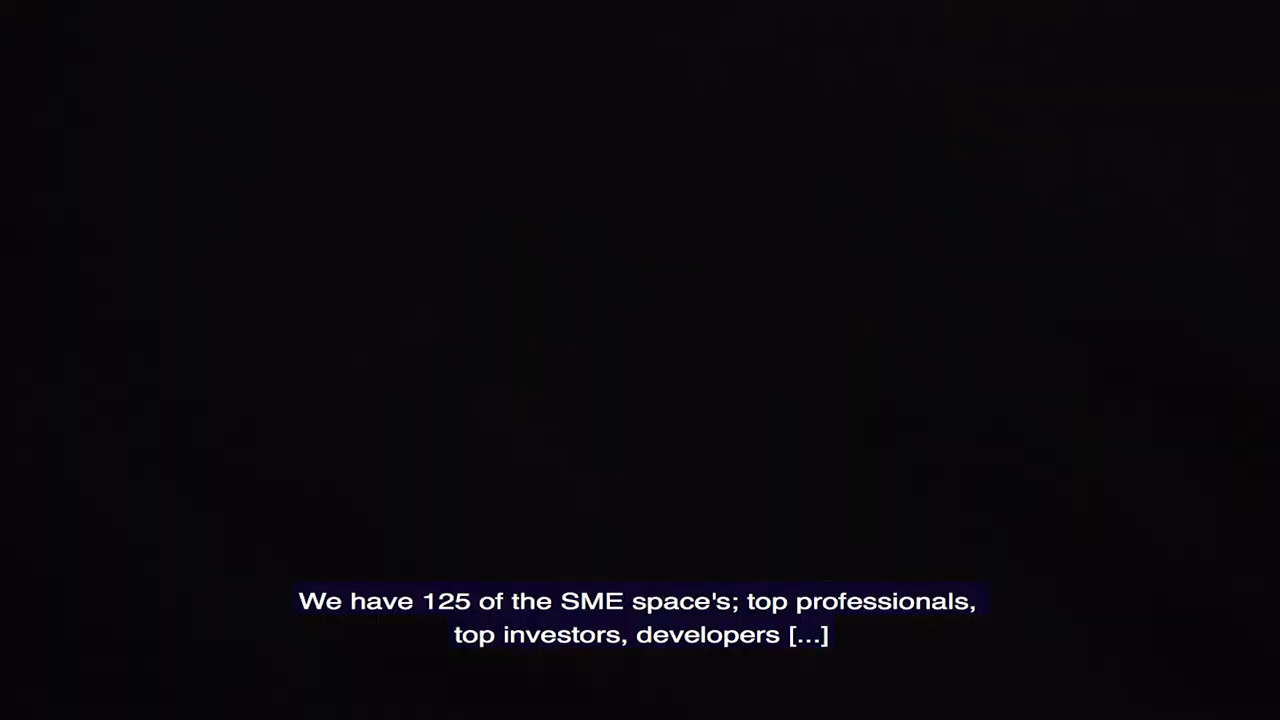 We have 125 of the SME space's; top professionals,
top investors, developers [...]